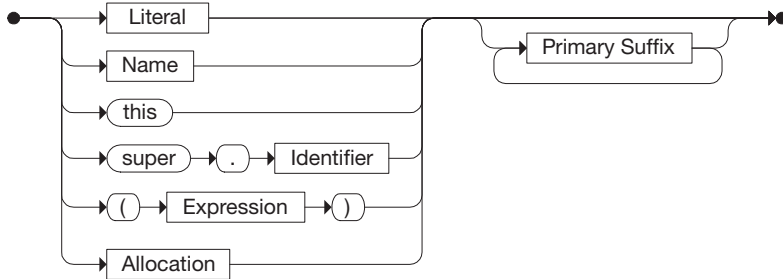 Literal
Name
Primary Suffix
this
super . Identifier
( Expression )
Allocation